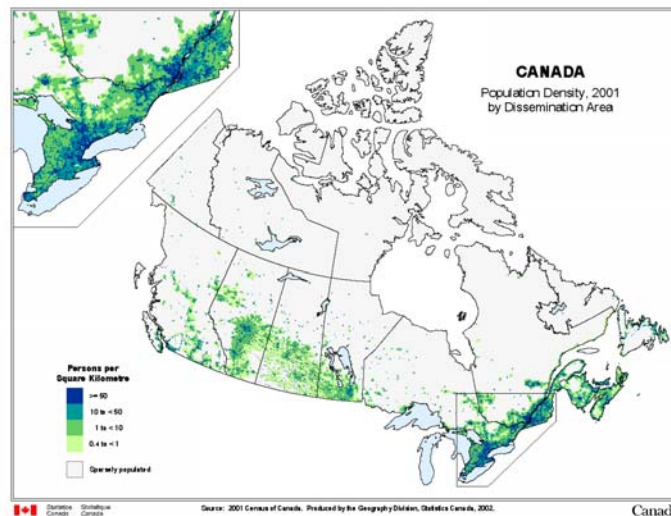 CANADA
Population Density, 2001
by Dissemination Area
Persons per
Square Kilometre
>= 50
10 to < 50
1 to < 10
0.4 to < 1
Sparsely populated
Statistics Statistique
Canada Canada
Source: 2001 Census of Canada. Produced by the Geography Division, Statistics Canada, 2002.
Canad